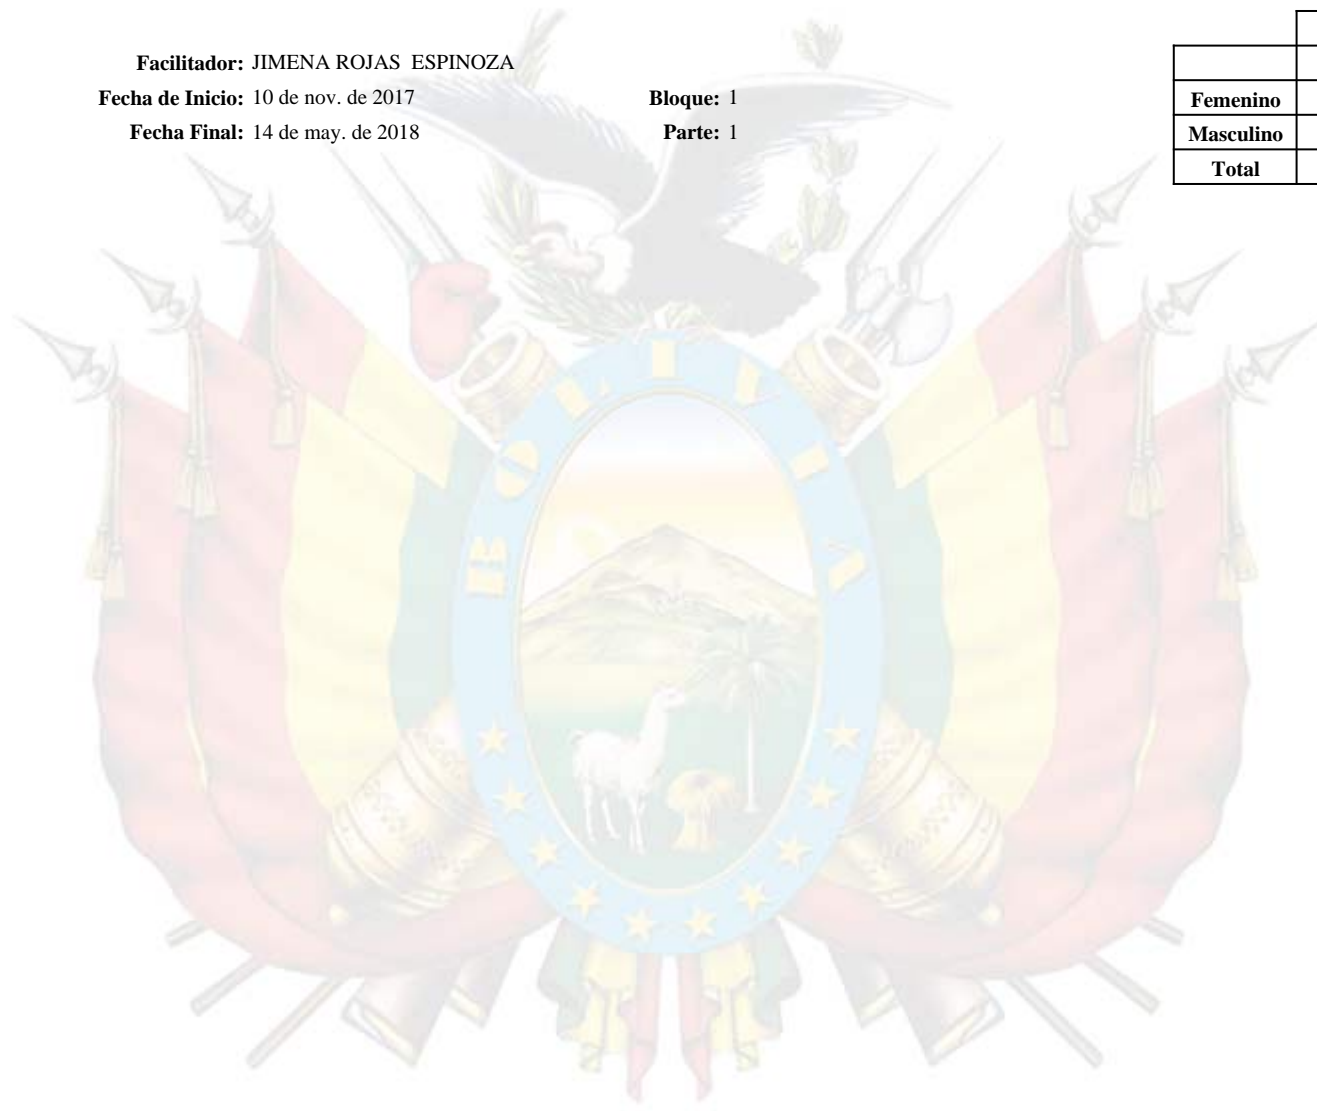 Facilitador: JIMENA ROJAS ESPINOZA
Fecha de Inicio: 10 de nov. de 2017 Bloque: 1
Fecha Final: 14 de may. de 2018 Parte: 1
Femenino
Masculino
Total
BOLIVIA